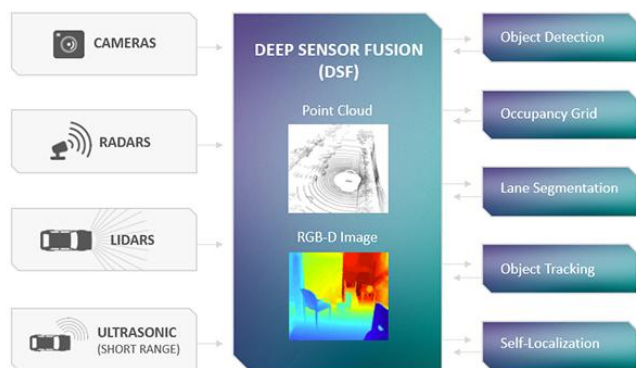 CAMERAS
RADARS
LIDARS
ULTRASONIC
(SHORT RANGE)
DEEP SENSOR FUSION
(DSF)
Point Cloud
RGB-D Image
Object Detection
Occupancy Grid
Lane Segmentation
Object Tracking
Self-Localization